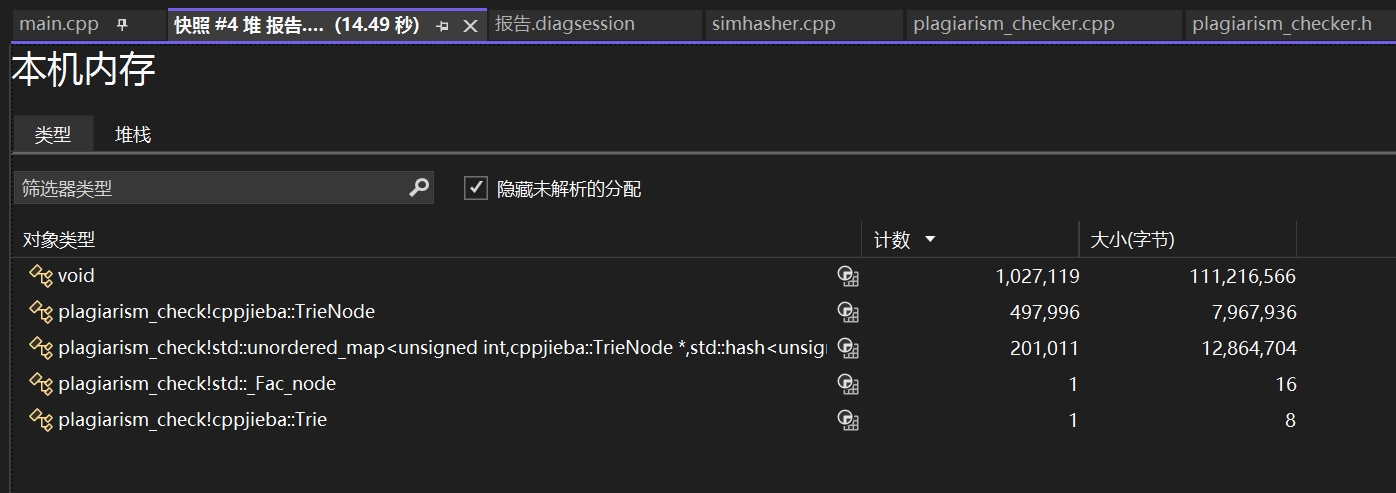 main.cpp 快照 #4 堆 报告.... (14.49 秒) 报告.diagsession simhasher.cpp plagiarism_checker.cpp plagiarism_checker.h
本机内存
类型 堆栈
筛选器类型 隐藏未解析的分配
对象类型 计数 大小(字节)
void 1,027,119 111,216,566
plagiarism_check!cppjieba::TrieNode 497,996 7,967,936
plagiarism_check!std::unordered_map<unsigned int,cppjieba::TrieNode *,std::hash<unsign 201,011 12,864,704
plagiarism_check!std::_Fac_node 1 16
plagiarism_check!cppjieba::Trie 1 8